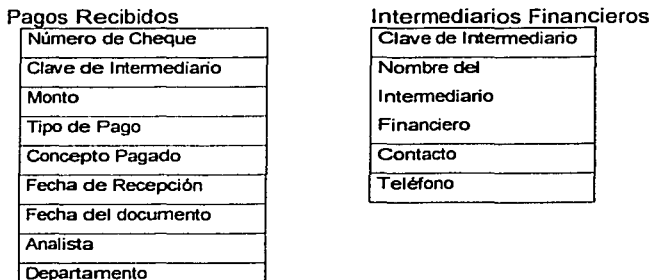 Pagos Recibidos
Número de Cheque
Clave de Intermediario
Monto
Tipo de Pago
Concepto Pagado
Fecha de Recepción
Fecha del documento
Analista
Departamento
Intermediarios Financieros
Clave de Intermediario
Nombre del
Intermediario
Financiero
Contacto
Teléfono